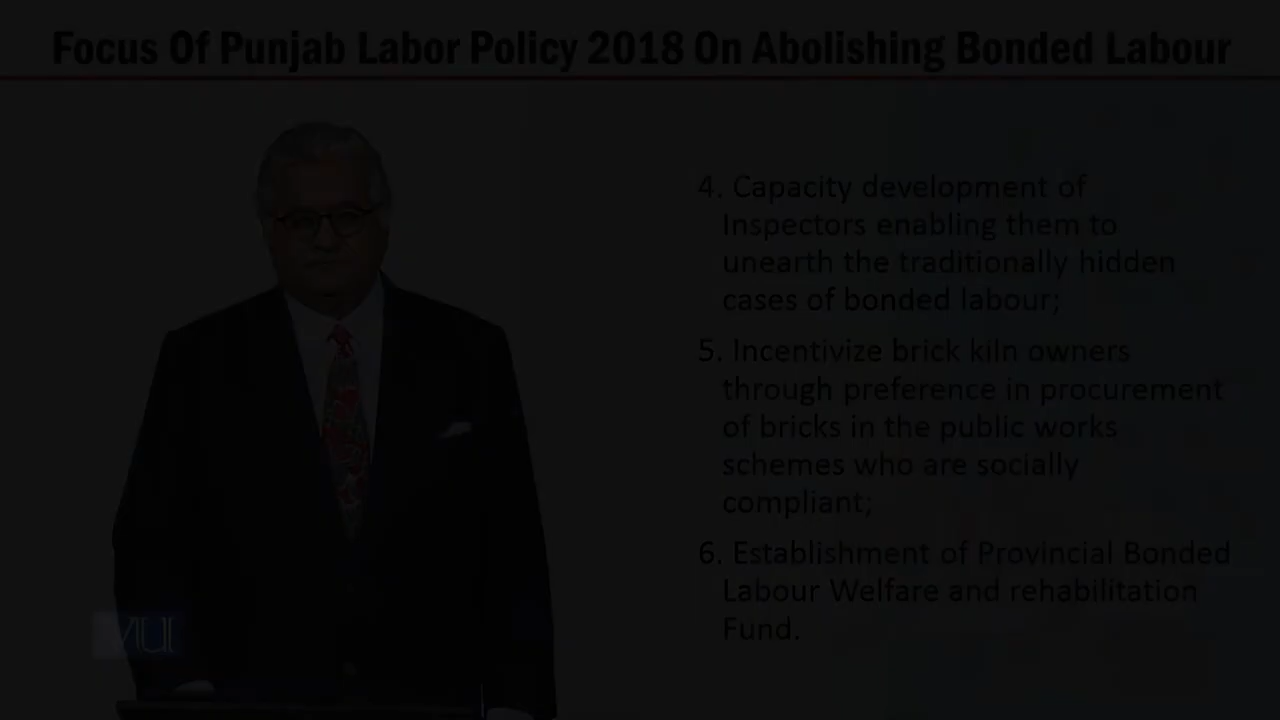 Focus Of Punjab Labor Policy 2018 On Abolishing Bonded Labour
4. Capacity development of
Inspectors enabling them to
unearth the traditionally hidden
cases of bonded labour;
5. Incentivize brick kiln owners
through preference in procurement
of bricks in the public works
schemes who are socially
compliant;
6. Establishment of Provincial Bonded
Labour Welfare and rehabilitation
Fund.
VU